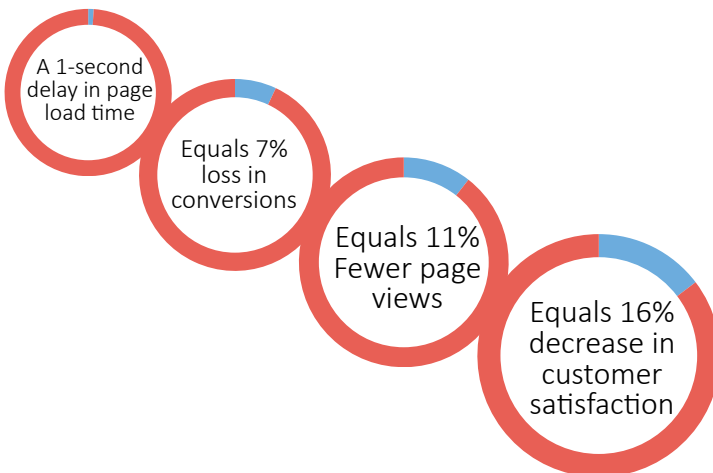 A 1-second
delay in page
load time
Equals 7%
loss in
conversions
Equals 11%
Fewer page
views
Equals 16%
decrease in
customer
satisfaction